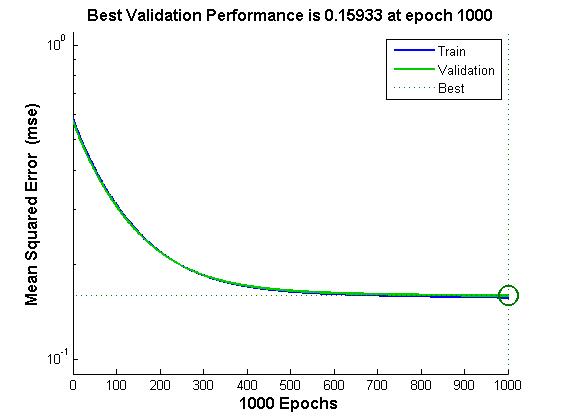 Best Validation Performance is 0.15933 at epoch 1000
10^0
Train
Validation
Best
Mean Squared Error (mse)
10^-1
0 100 200 300 400 500 600 700 800 900 1000
1000 Epochs